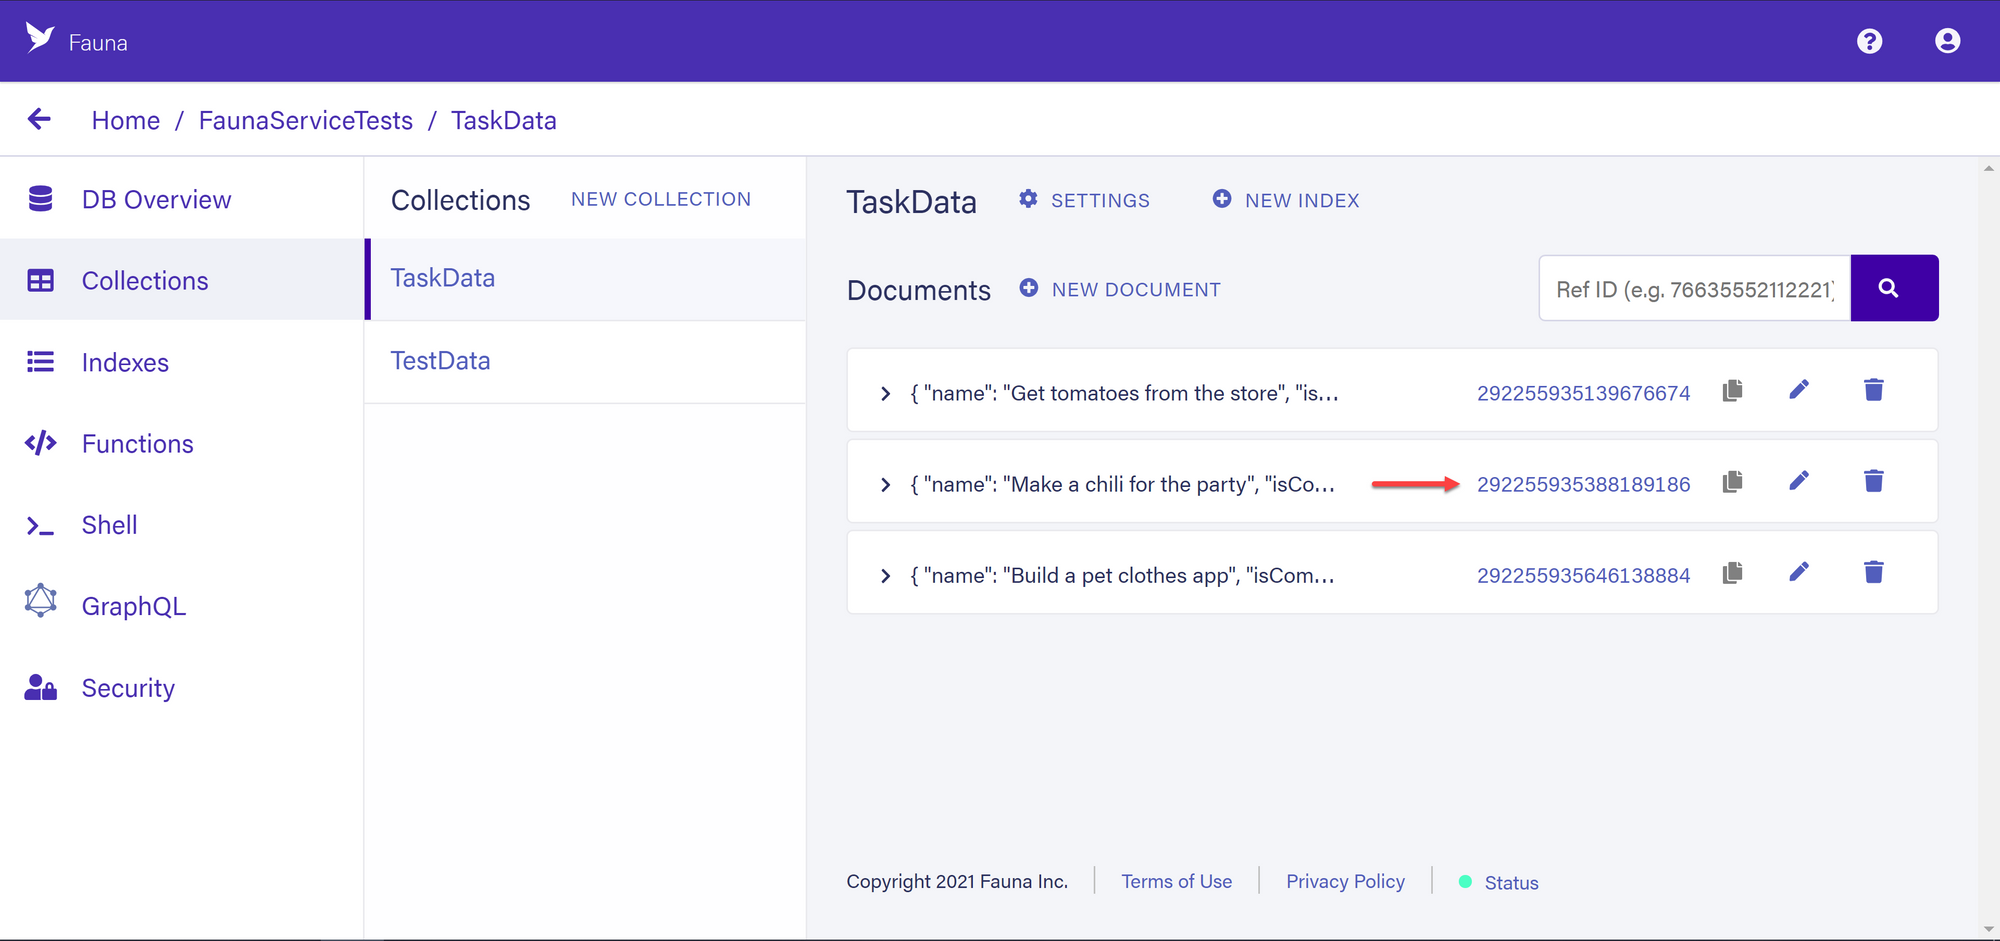 Fauna
Home / FaunaServiceTests / TaskData
DB Overview
Collections
Indexes
Functions
Shell
GraphQL
Security
Collections NEW COLLECTION
TaskData
TestData
TaskData SETTINGS NEW INDEX
Documents NEW DOCUMENT
Ref ID (e.g. 76635552112221)
{ "name": "Get tomatoes from the store", "is... 292255935139676674
{ "name": "Make a chili for the party", "isCo... 292255935388189186
{ "name": "Build a pet clothes app", "isCom... 292255935646138884
Copyright 2021 Fauna Inc. Terms of Use Privacy Policy Status